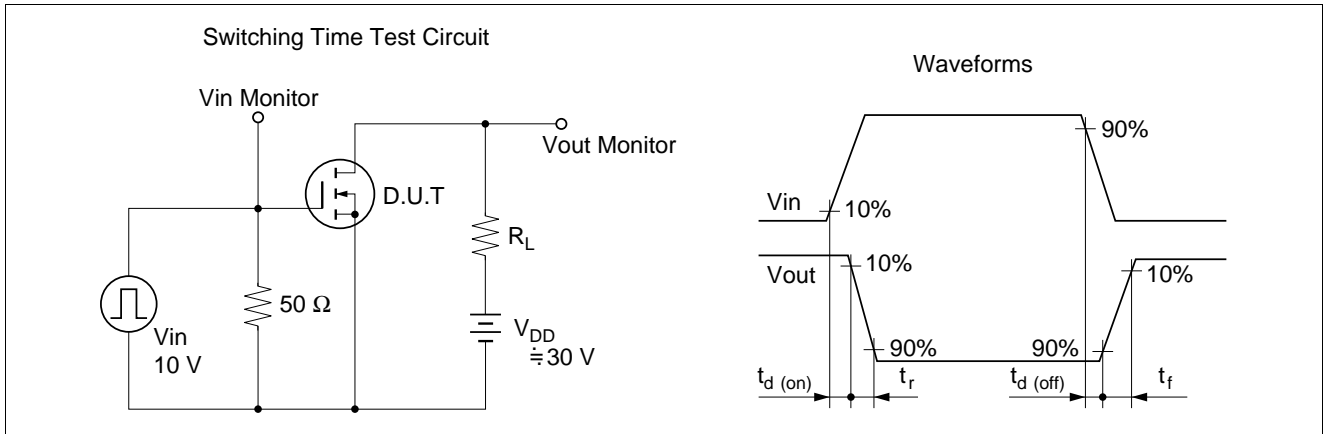 Switching Time Test Circuit
Vin Monitor
Vout Monitor
D.U.T
R_L
50 Ω
Vin
10 V
V_DD
≒30 V
Waveforms
90%
Vin
10%
Vout
10%
10%
90%
90%
t_d (on)
t_r
t_d (off)
t_f